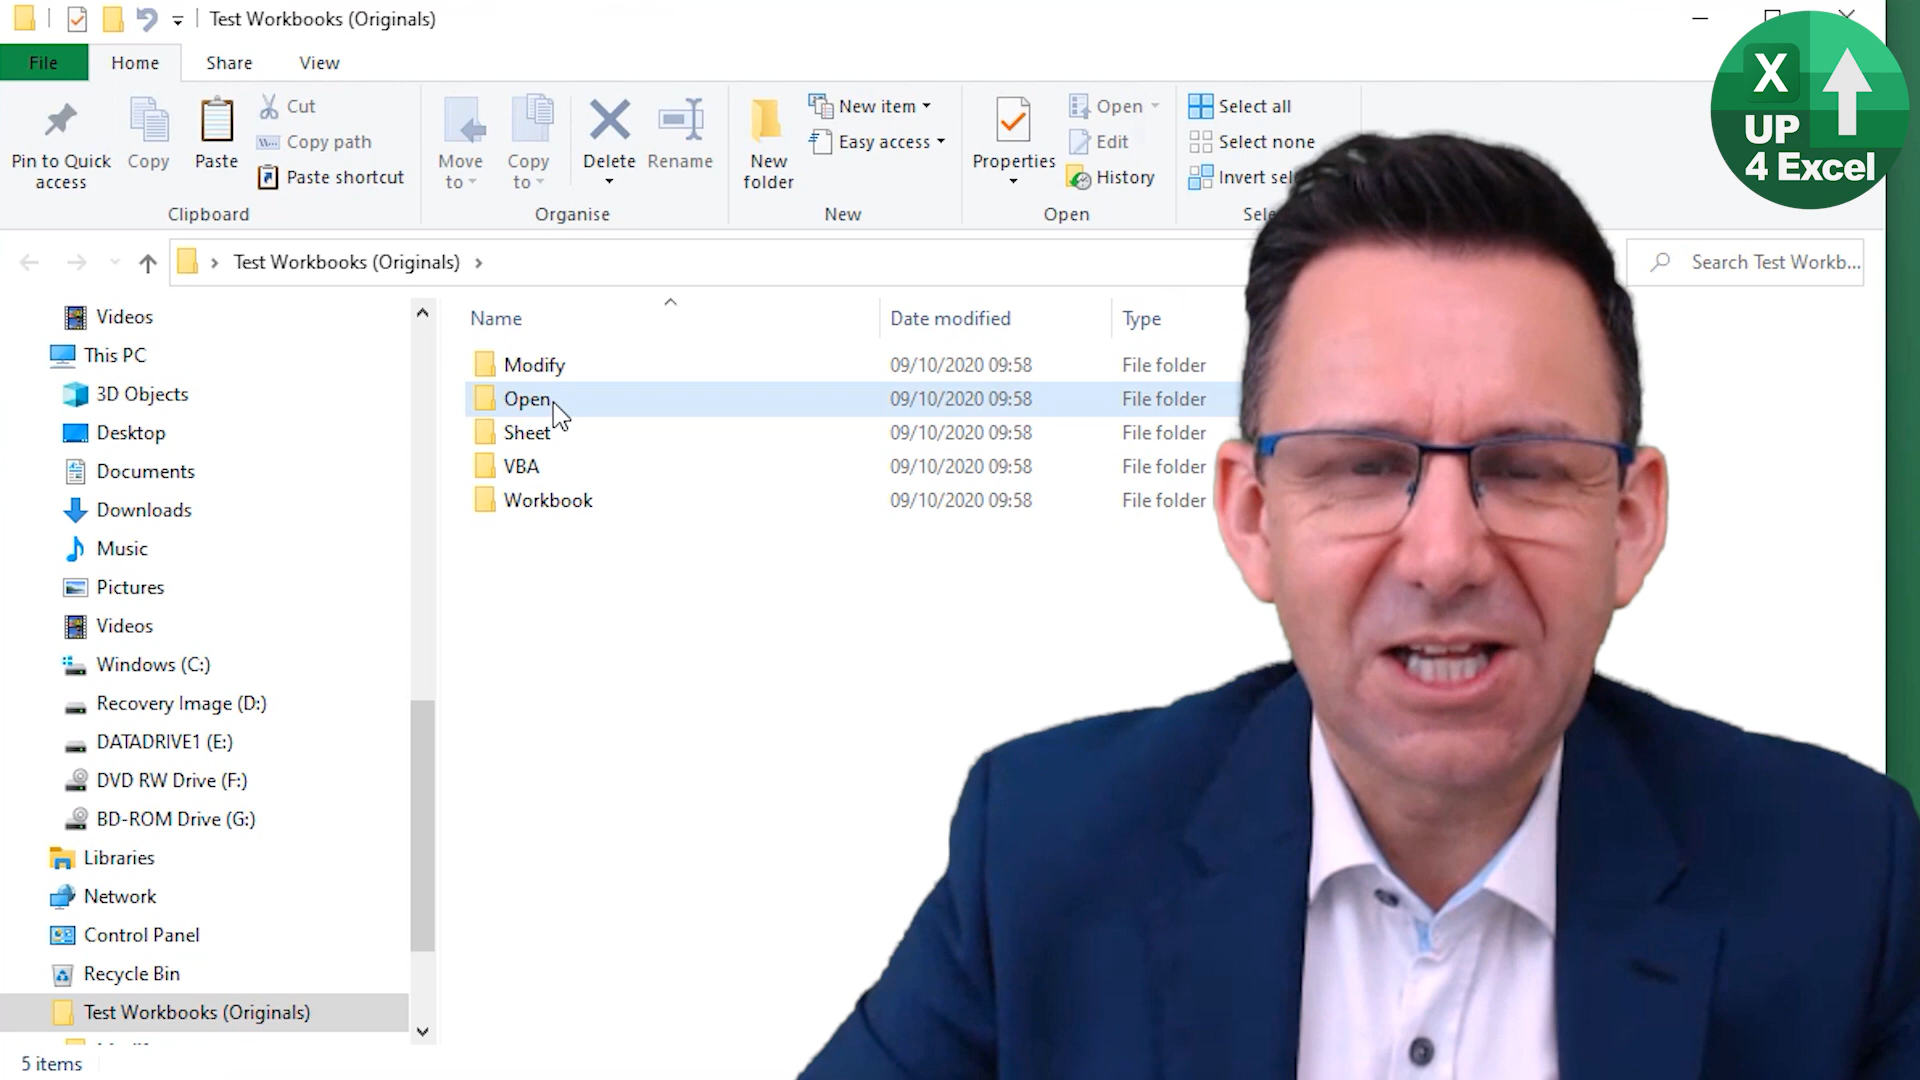 Test Workbooks (Originals)
File
Home
Share
View
Pin to Quick access
Copy
Paste
Cut
Copy path
Paste shortcut
Clipboard
Move to
Copy to
Delete
Rename
Organise
New folder
New item
Easy access
New
Properties
Open
Edit
History
Open
Select all
Select none
Invert sel
Sele
X
UP
4 Excel
Test Workbooks (Originals)
Search Test Workb...
Videos
This PC
3D Objects
Desktop
Documents
Downloads
Music
Pictures
Videos
Windows (C:)
Recovery Image (D:)
DATADRIVE1 (E:)
DVD RW Drive (F:)
BD-ROM Drive (G:)
Libraries
Network
Control Panel
Recycle Bin
Test Workbooks (Originals)
Name Date modified Type
Modify 09/10/2020 09:58 File folder
Open 09/10/2020 09:58 File folder
Sheet 09/10/2020 09:58 File folder
VBA 09/10/2020 09:58 File folder
Workbook 09/10/2020 09:58 File folder
5 items